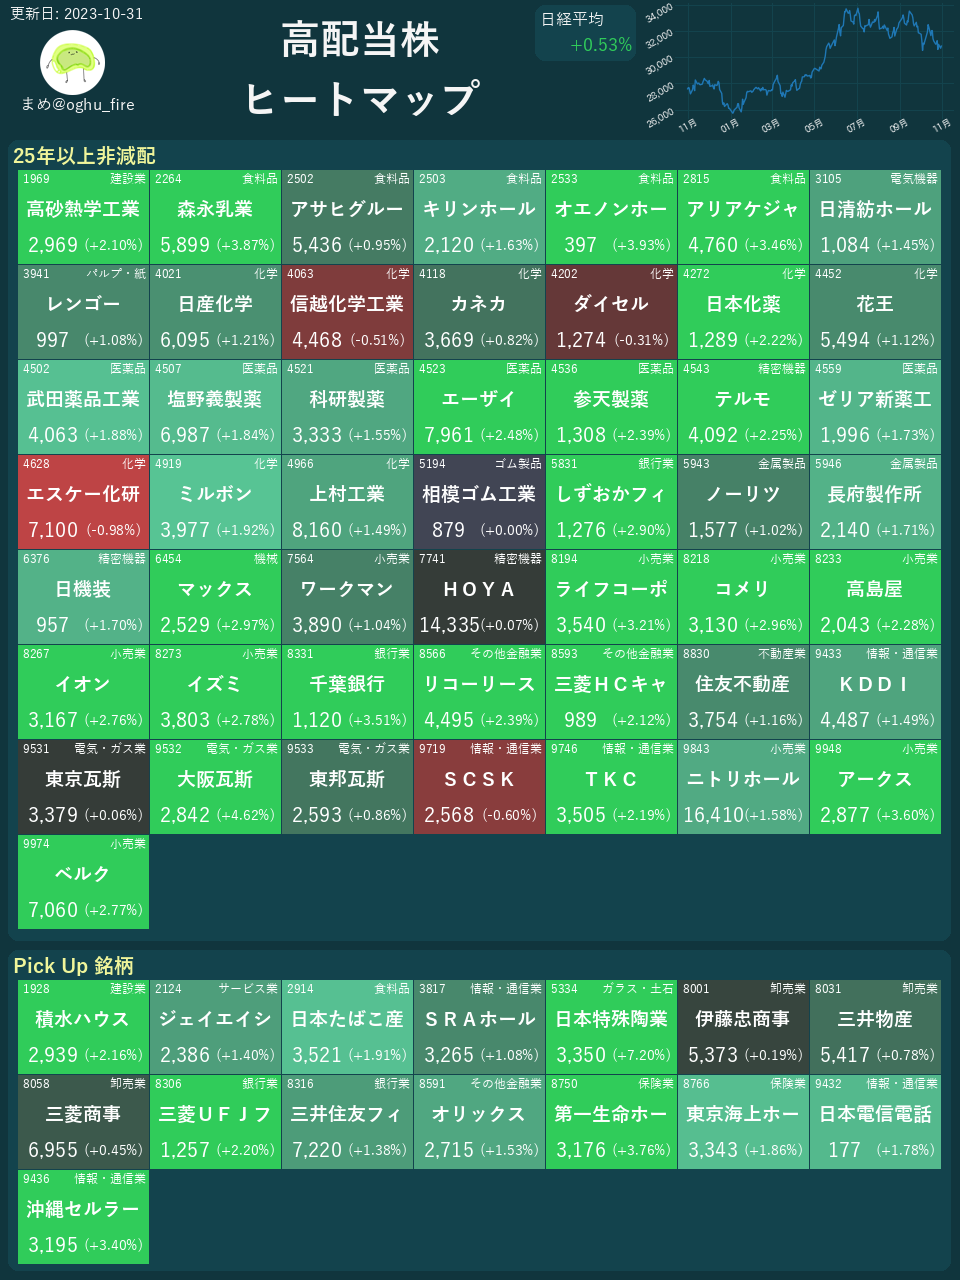 更新日: 2023-10-31
まめ@oghu_fire
高配当株
ヒートマップ
日経平均
+0.53%
34,000
32,000
30,000
28,000
26,000
11月 01月 03月 05月 07月 09月 11月
25年以上非減配
1969 建設業 2264 食料品 2502 食料品 2503 食料品 2533 食料品 2815 食料品 3105 電気機器
高砂熱学工業 森永乳業 アサヒグルー キリンホール オエノンホー アリアケジャ 日清紡ホール
2,969 (+2.10%) 5,899 (+3.87%) 5,436 (+0.95%) 2,120 (+1.63%) 397 (+3.93%) 4,760 (+3.46%) 1,084 (+1.45%)
3941 パルプ・紙 4021 化学 4063 化学 4118 化学 4202 化学 4272 化学 4452 化学
レンゴー 日産化学 信越化学工業 カネカ ダイセル 日本化薬 花王
997 (+1.08%) 6,095 (+1.21%) 4,468 (-0.51%) 3,669 (+0.82%) 1,274 (-0.31%) 1,289 (+2.22%) 5,494 (+1.12%)
4502 医薬品 4507 医薬品 4521 医薬品 4523 医薬品 4536 医薬品 4543 精密機器 4559 医薬品
武田薬品工業 塩野義製薬 科研製薬 エーザイ 参天製薬 テルモ ゼリア新薬工
4,063 (+1.88%) 6,987 (+1.84%) 3,333 (+1.55%) 7,961 (+2.48%) 1,308 (+2.39%) 4,092 (+2.25%) 1,996 (+1.73%)
4628 化学 4919 化学 4966 化学 5194 ゴム製品 5831 銀行業 5943 金属製品 5946 金属製品
エスケー化研 ミルボン 上村工業 相模ゴム工業 しずおかフィ ノーリツ 長府製作所
7,100 (-0.98%) 3,977 (+1.92%) 8,160 (+1.49%) 879 (+0.00%) 1,276 (+2.90%) 1,577 (+1.02%) 2,140 (+1.71%)
6376 精密機器 6454 機械 7564 小売業 7741 精密機器 8194 小売業 8218 小売業 8233 小売業
日機装 マックス ワークマン ＨＯＹＡ ライフコーポ コメリ 高島屋
957 (+1.70%) 2,529 (+2.97%) 3,890 (+1.04%) 14,335(+0.07%) 3,540 (+3.21%) 3,130 (+2.96%) 2,043 (+2.28%)
8267 小売業 8273 小売業 8331 銀行業 8566 その他金融業 8593 その他金融業 8830 不動産業 9433 情報・通信業
イオン イズミ 千葉銀行 リコーリース 三菱ＨＣキャ 住友不動産 ＫＤＤＩ
3,167 (+2.76%) 3,803 (+2.78%) 1,120 (+3.51%) 4,495 (+2.39%) 989 (+2.12%) 3,754 (+1.16%) 4,487 (+1.49%)
9531 電気・ガス業 9532 電気・ガス業 9533 電気・ガス業 9719 情報・通信業 9746 情報・通信業 9843 小売業 9948 小売業
東京瓦斯 大阪瓦斯 東邦瓦斯 ＳＣＳＫ ＴＫＣ ニトリホール アークス
3,379 (+0.06%) 2,842 (+4.62%) 2,593 (+0.86%) 2,568 (-0.60%) 3,505 (+2.19%) 16,410(+1.58%) 2,877 (+3.60%)
9974 小売業
ベルク
7,060 (+2.77%)
Pick Up 銘柄
1928 建設業 2124 サービス業 2914 食料品 3817 情報・通信業 5334 ガラス・土石 8001 卸売業 8031 卸売業
積水ハウス ジェイエイシ 日本たばこ産 ＳＲＡホール 日本特殊陶業 伊藤忠商事 三井物産
2,939 (+2.16%) 2,386 (+1.40%) 3,521 (+1.91%) 3,265 (+1.08%) 3,350 (+7.20%) 5,373 (+0.19%) 5,417 (+0.78%)
8058 卸売業 8306 銀行業 8316 銀行業 8591 その他金融業 8750 保険業 8766 保険業 9432 情報・通信業
三菱商事 三菱ＵＦＪフ 三井住友フィ オリックス 第一生命ホー 東京海上ホー 日本電信電話
6,955 (+0.45%) 1,257 (+2.20%) 7,220 (+1.38%) 2,715 (+1.53%) 3,176 (+3.76%) 3,343 (+1.86%) 177 (+1.78%)
9436 情報・通信業
沖縄セルラー
3,195 (+3.40%)